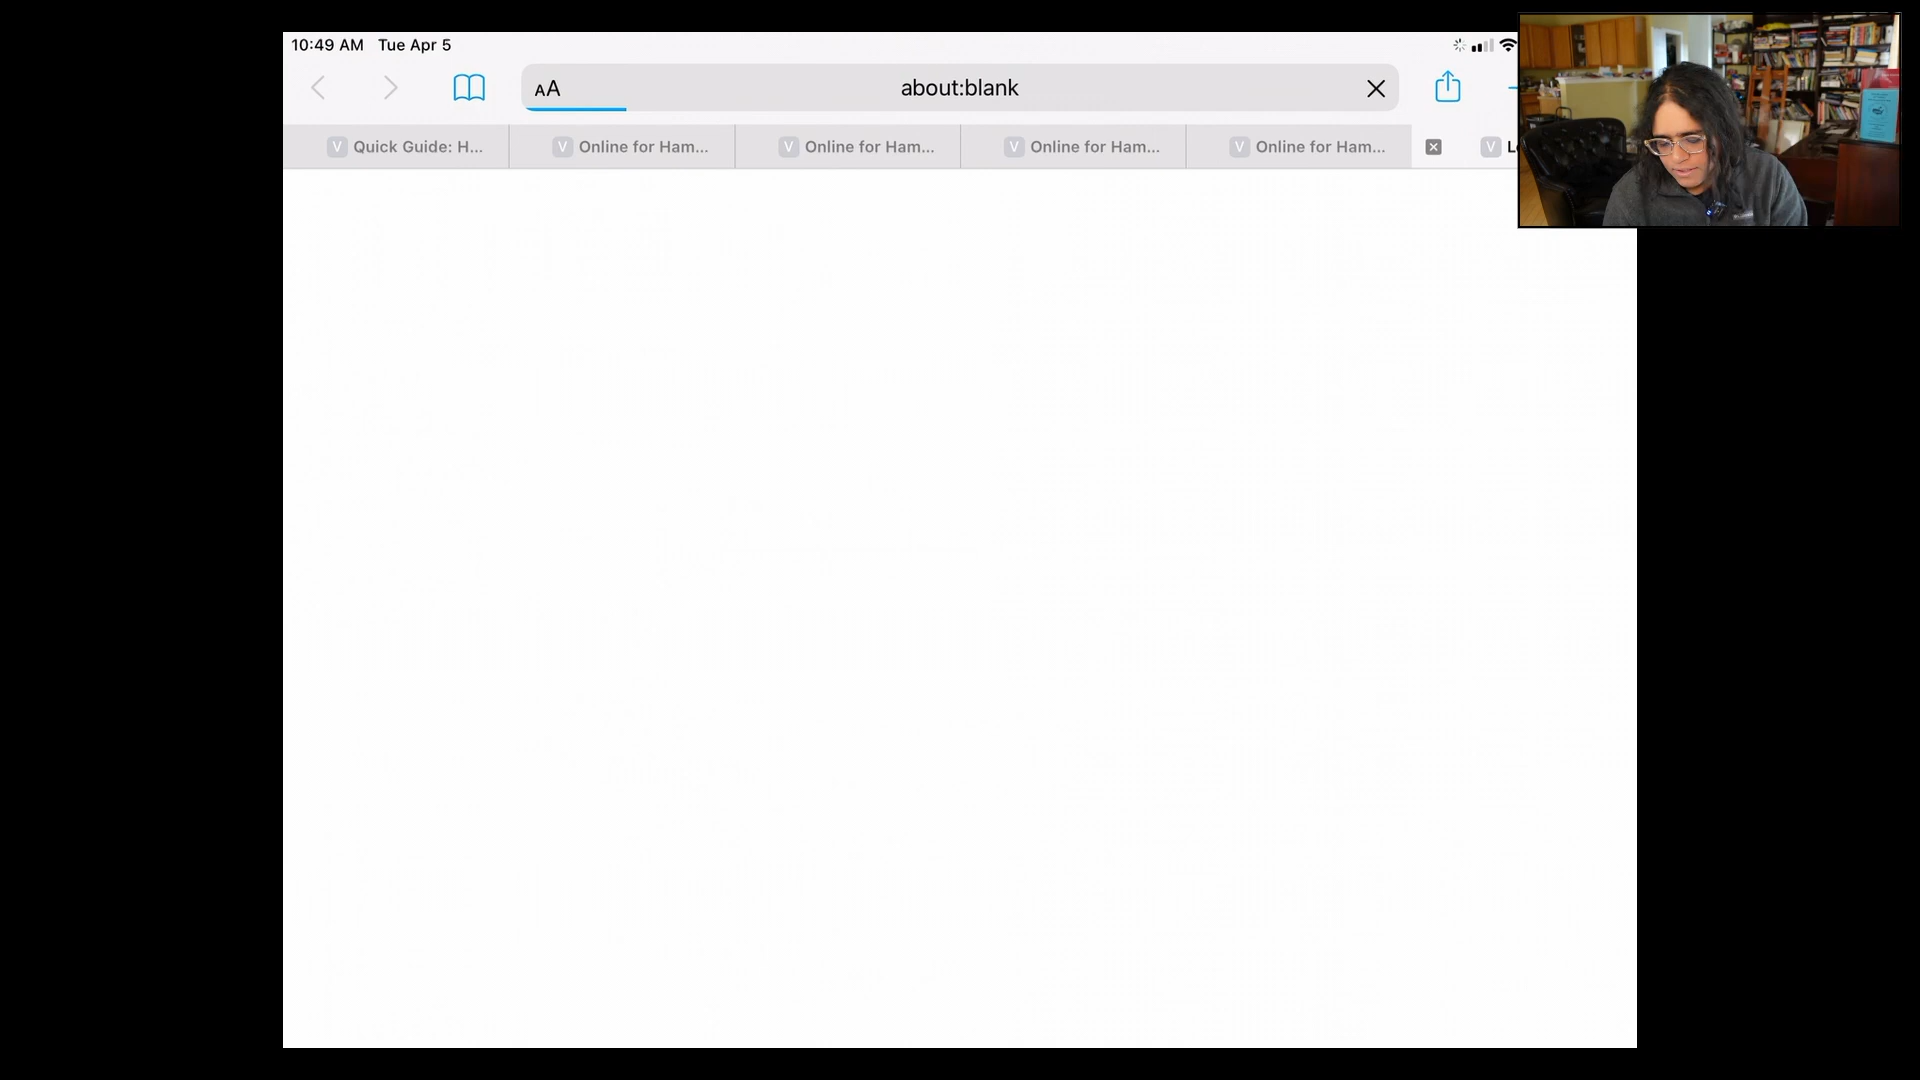 10:49 AM Tue Apr 5
AA about:blank
V Quick Guide: H... V Online for Ham... V Online for Ham... V Online for Ham... V Online for Ham... V